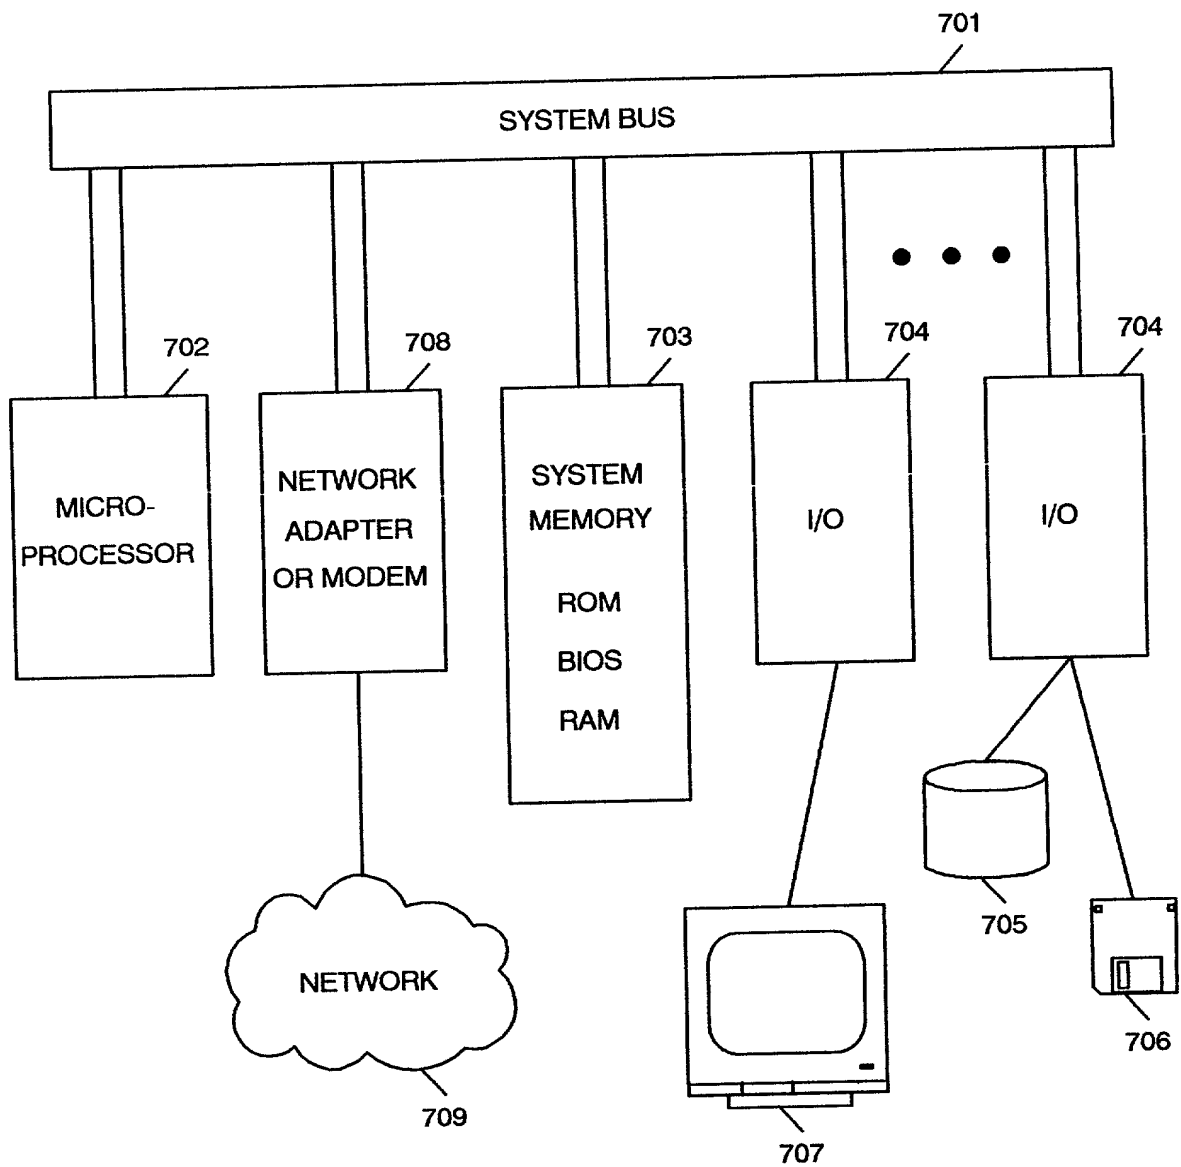 701
SYSTEM BUS
702
708
703
704
704
MICRO-
PROCESSOR
NETWORK
ADAPTER
OR MODEM
SYSTEM
MEMORY
ROM
BIOS
RAM
I/O
I/O
705
706
NETWORK
709
707